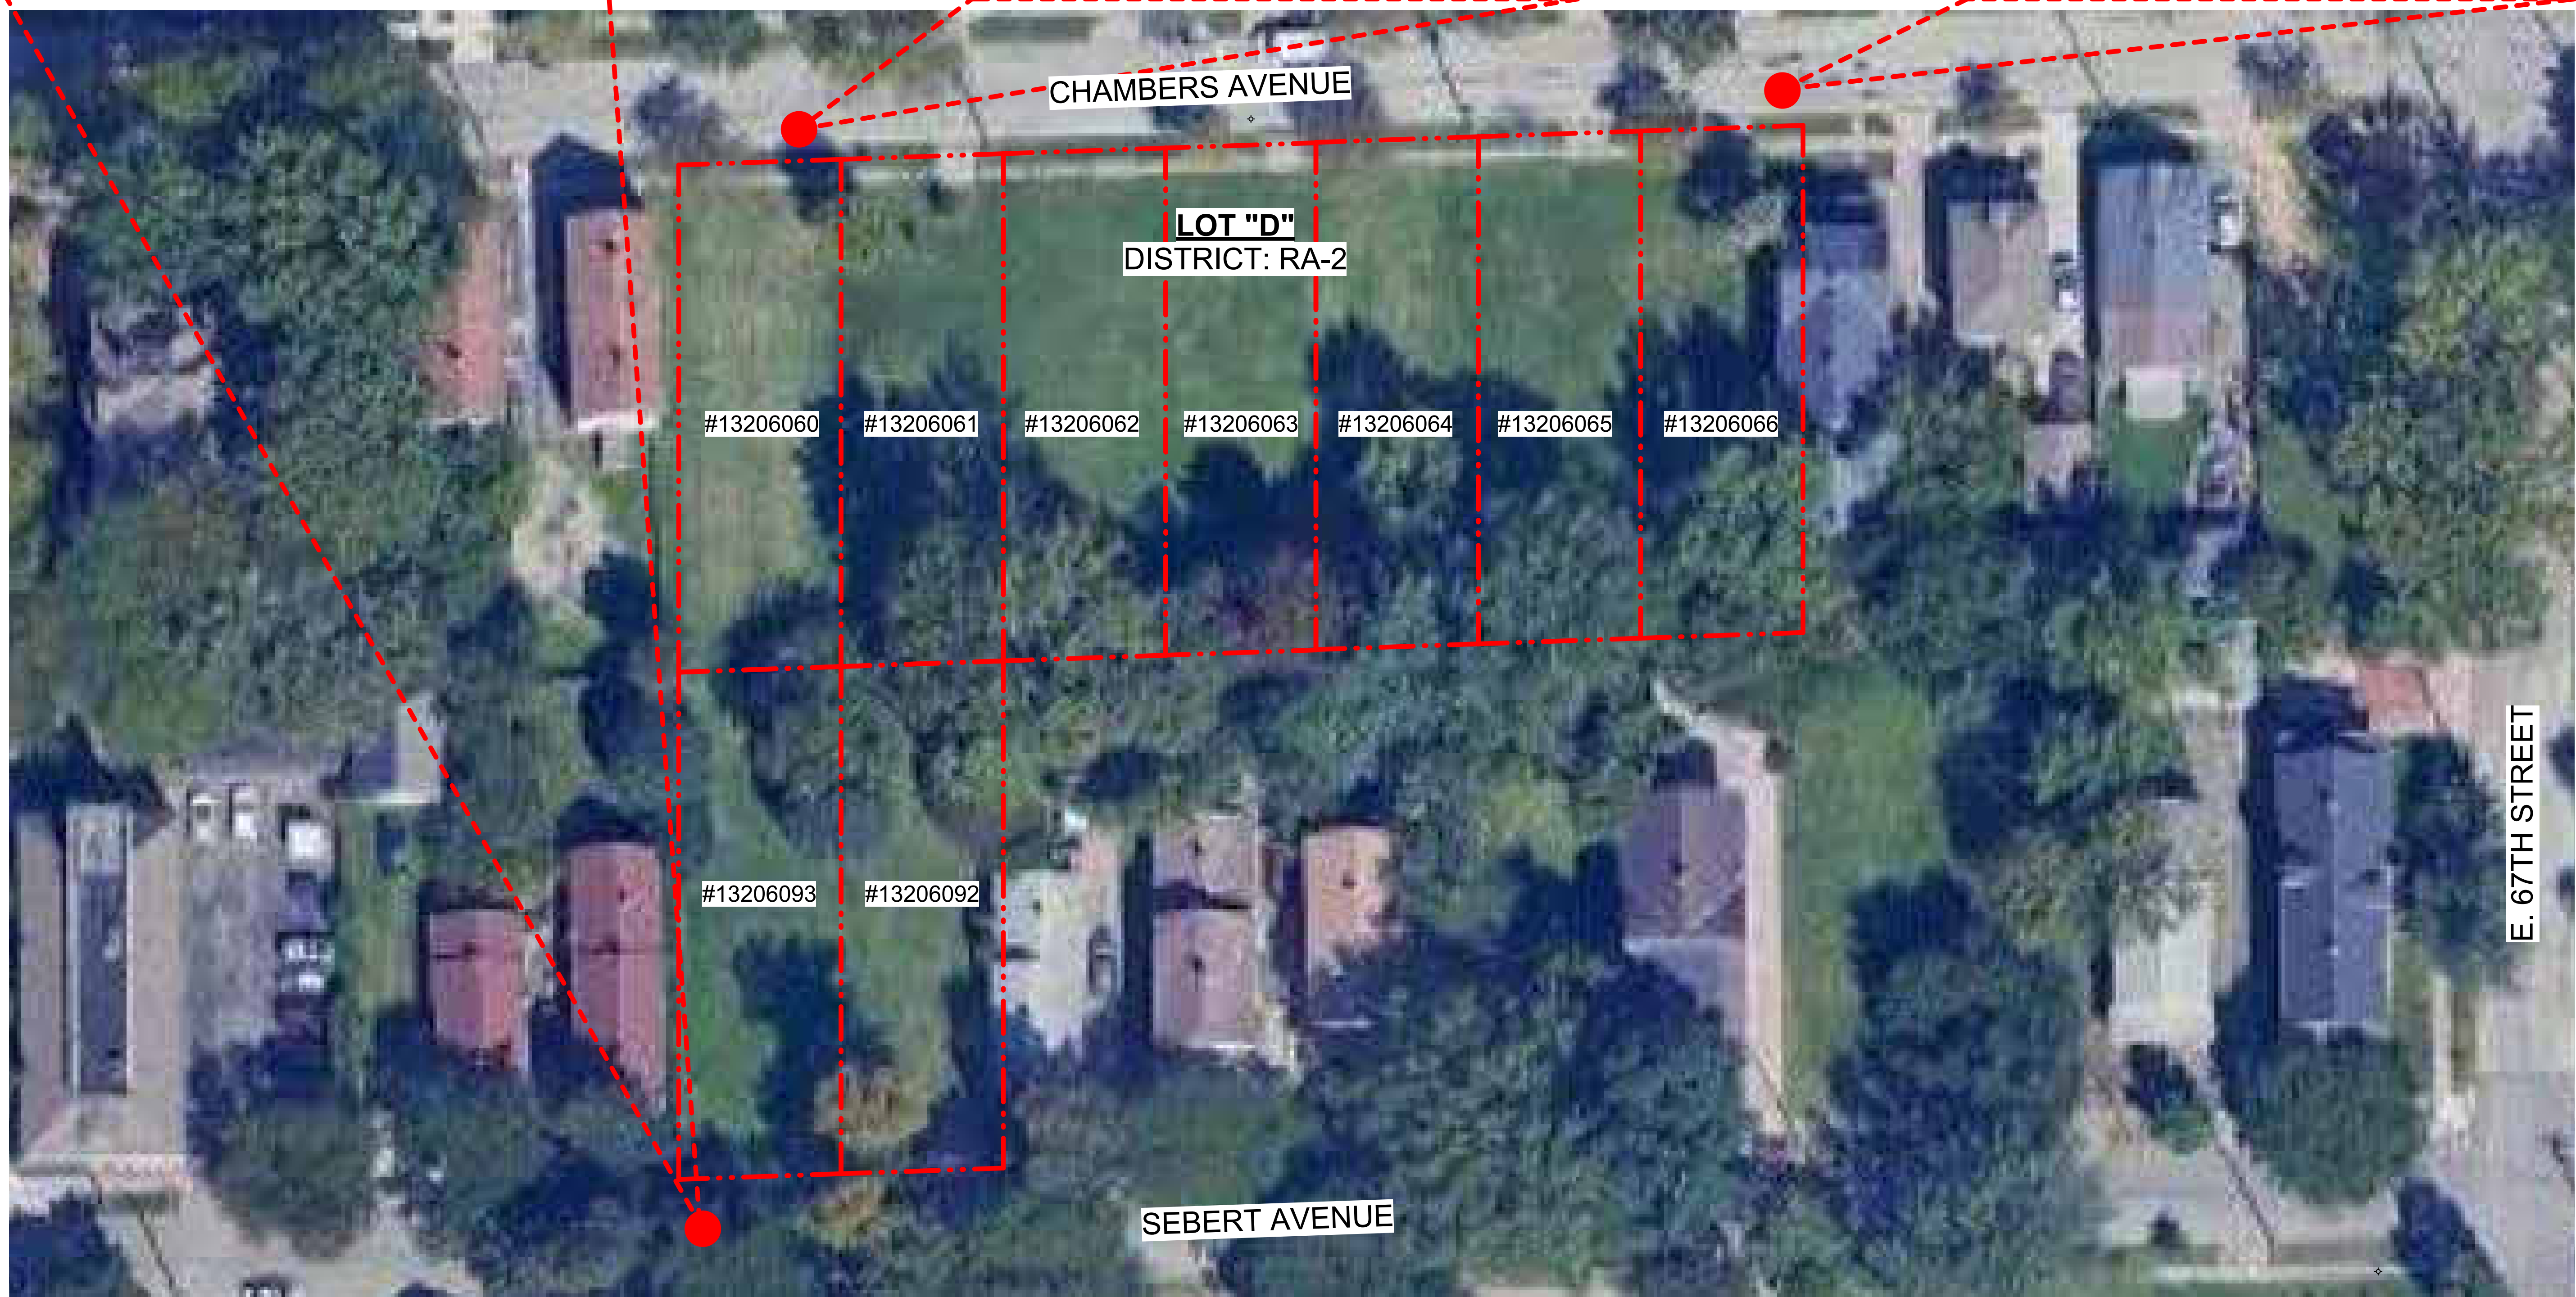 CHAMBERS AVENUE
LOT "D"
DISTRICT: RA-2
#13206060
#13206061
#13206062
#13206063
#13206064
#13206065
#13206066
#13206093
#13206092
E. 67TH STREET
SEBERT AVENUE